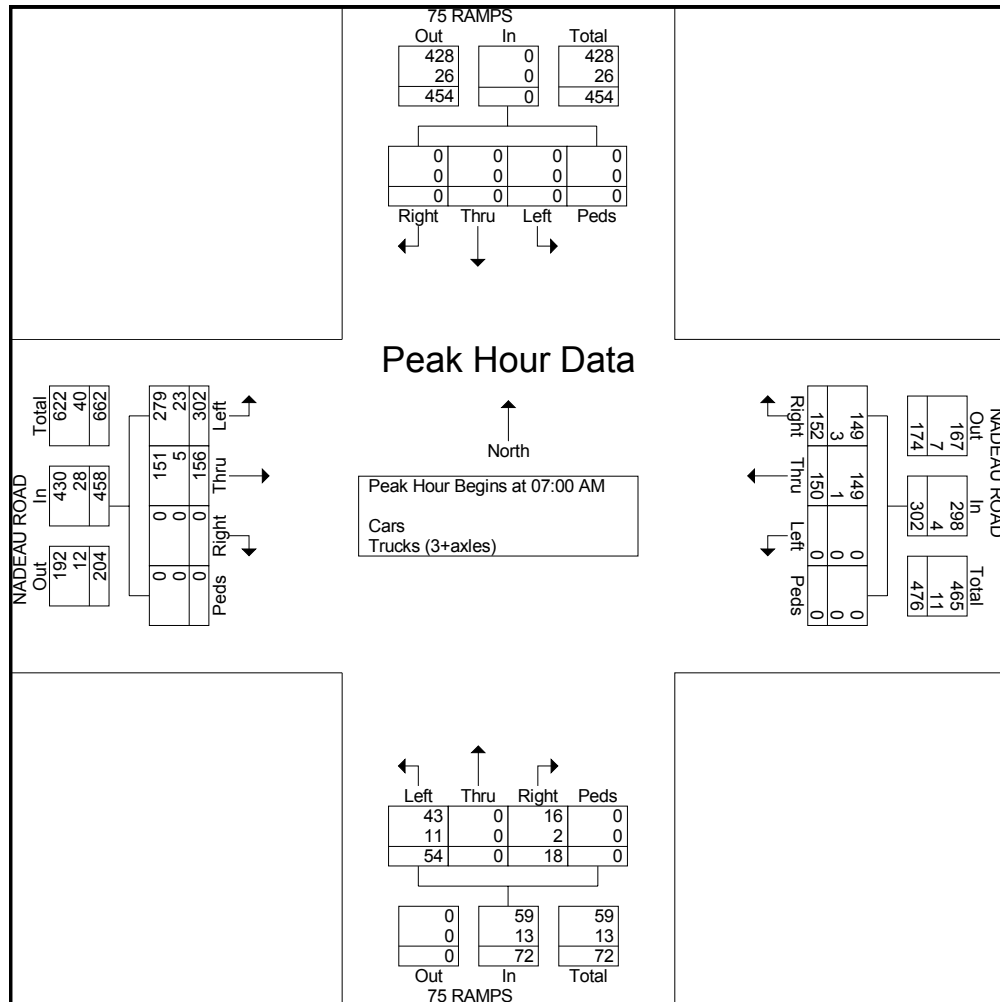 75 RAMPS
Out In Total
428 0 428
26 0 26
454 0 454
0 0 0 0
0 0 0 0
0 0 0 0
Right Thru Left Peds
Peak Hour Data
North
Peak Hour Begins at 07:00 AM
Cars
Trucks (3+axles)
NADEAU ROAD
Out In Total
192 430 622
12 28 40
204 458 662
Peds Right Thru Left
0 0 151 279
0 0 5 23
0 0 156 302
NADEAU ROAD
Out In Total
167 298 465
7 4 11
174 302 476
Right Thru Left Peds
149 149 0 0
3 1 0 0
152 150 0 0
Left Thru Right Peds
43 0 16 0
11 0 2 0
54 0 18 0
0 59 59
0 13 13
0 72 72
Out In Total
75 RAMPS